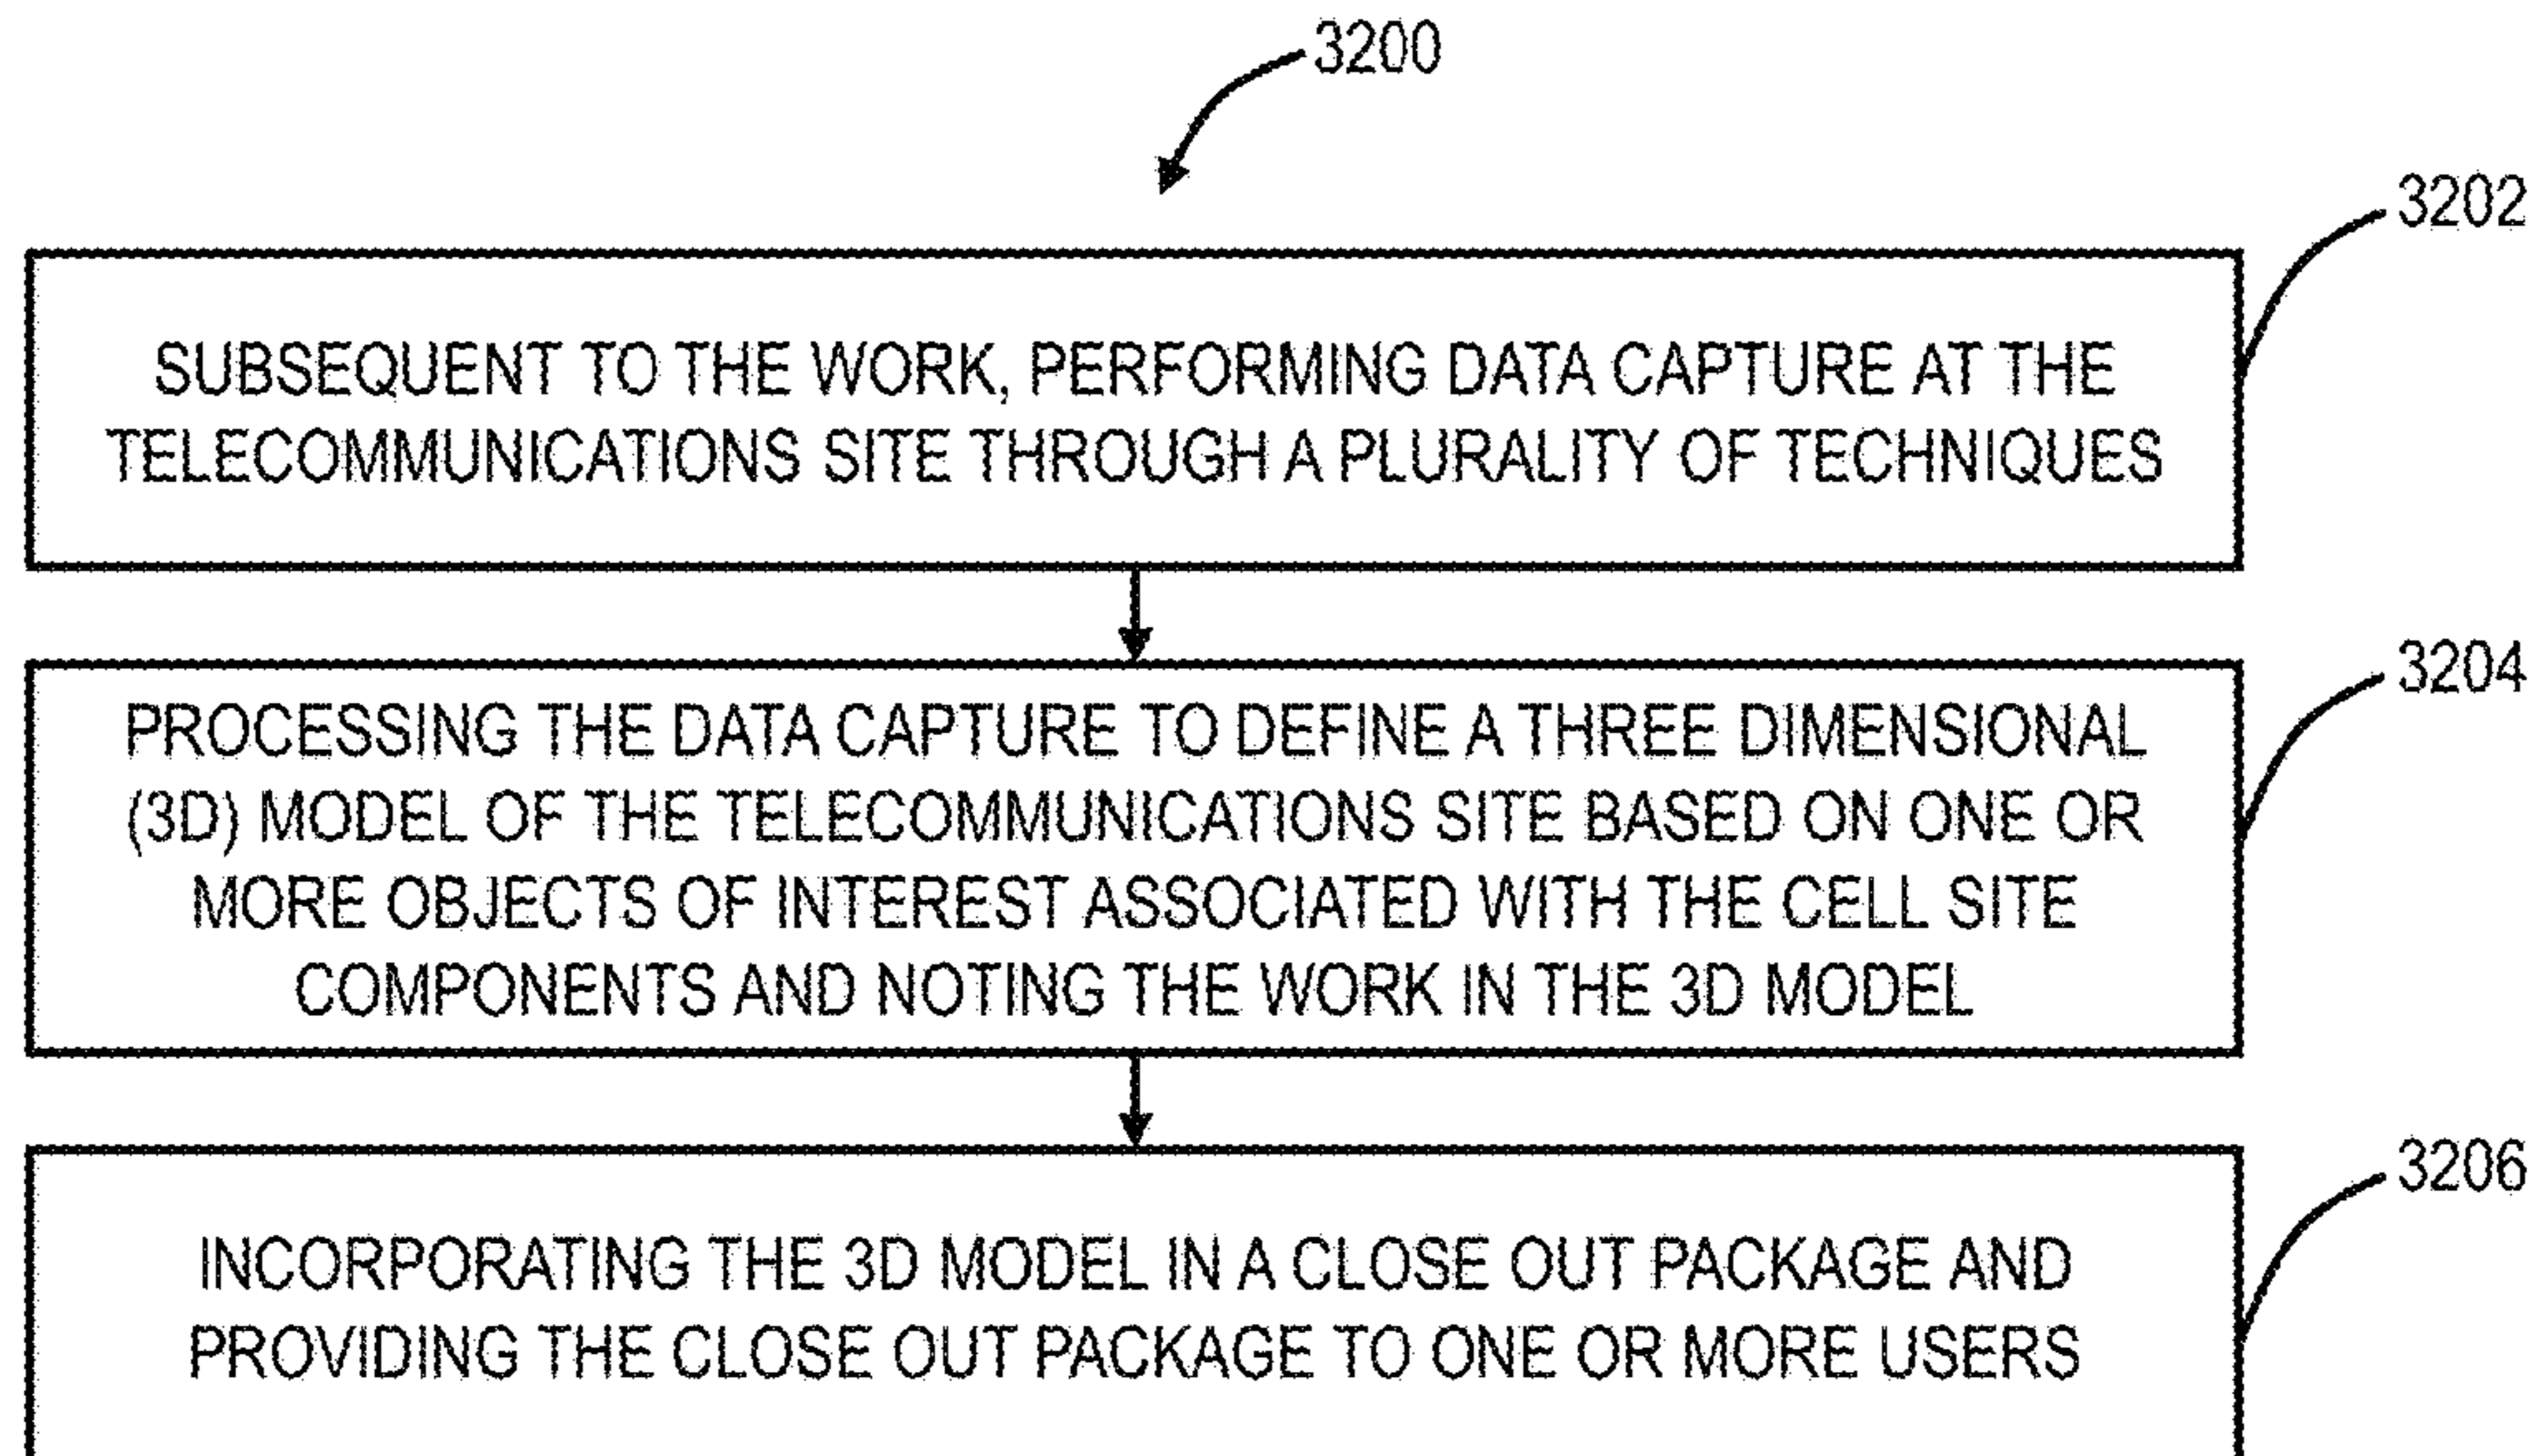 3200
3202
SUBSEQUENT TO THE WORK, PERFORMING DATA CAPTURE AT THE
TELECOMMUNICATIONS SITE THROUGH A PLURALITY OF TECHNIQUES
3204
PROCESSING THE DATA CAPTURE TO DEFINE A THREE DIMENSIONAL
(3D) MODEL OF THE TELECOMMUNICATIONS SITE BASED ON ONE OR
MORE OBJECTS OF INTEREST ASSOCIATED WITH THE CELL SITE
COMPONENTS AND NOTING THE WORK IN THE 3D MODEL
3206
INCORPORATING THE 3D MODEL IN A CLOSE OUT PACKAGE AND
PROVIDING THE CLOSE OUT PACKAGE TO ONE OR MORE USERS